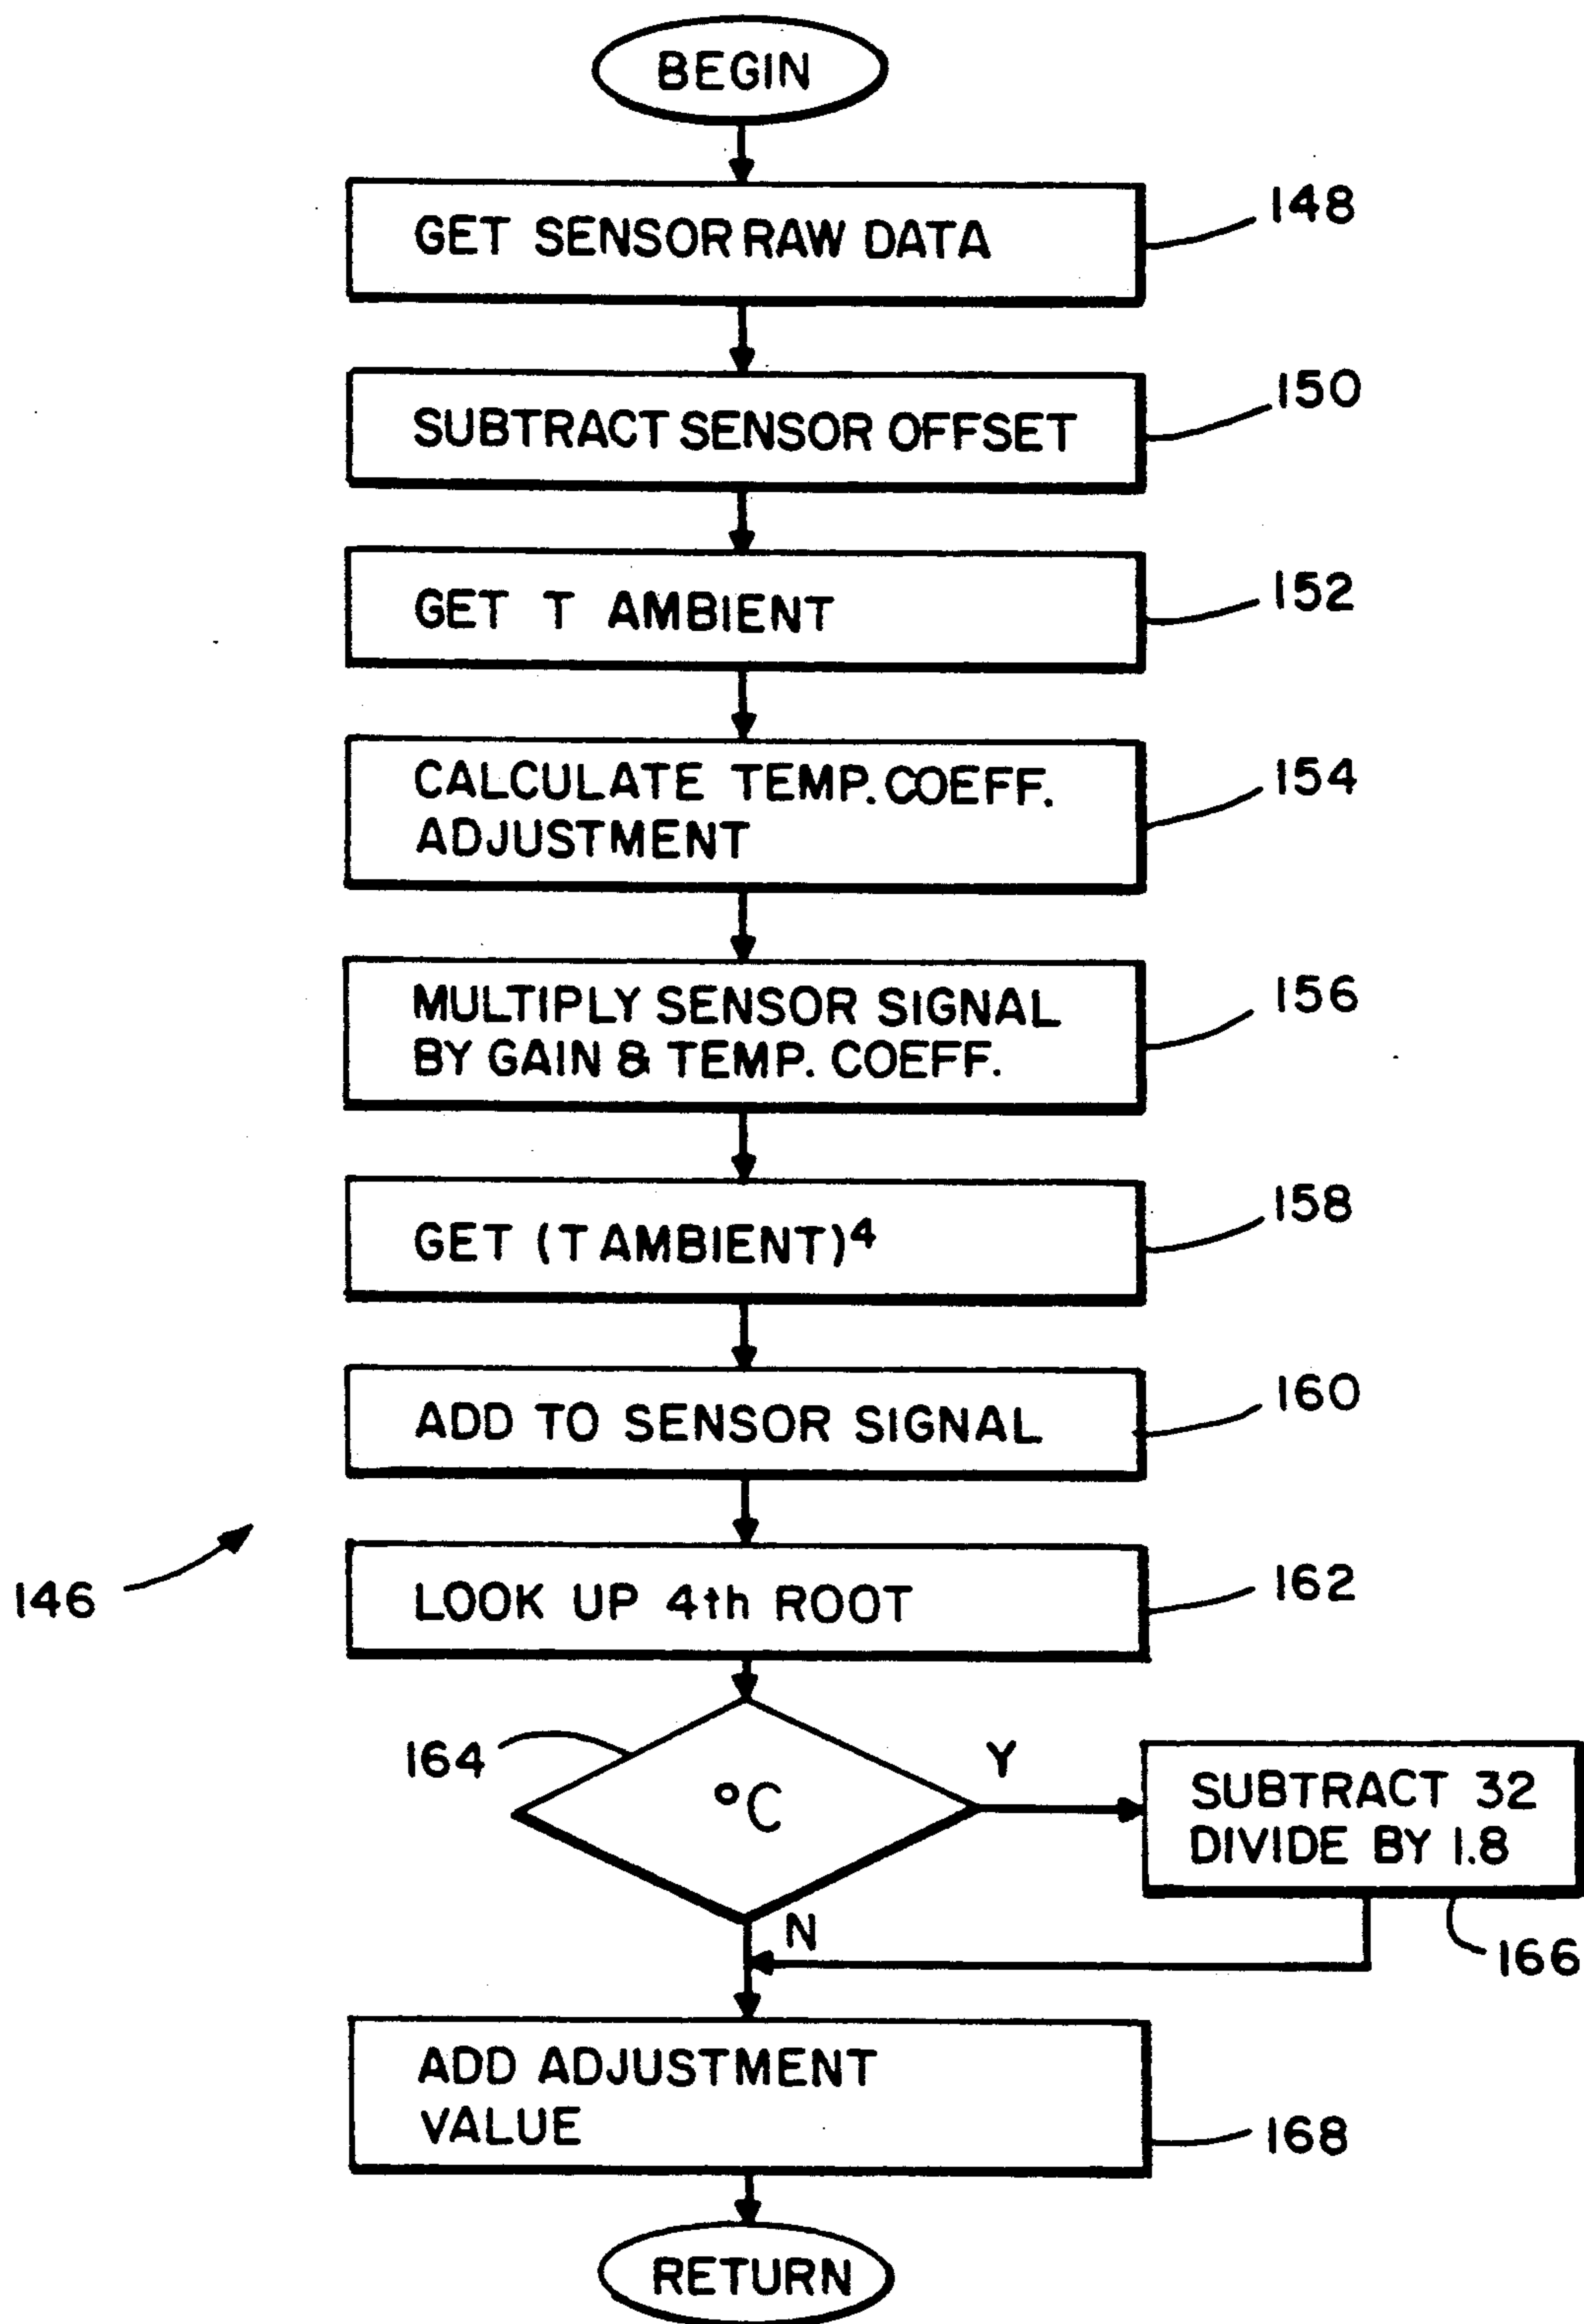 BEGIN
GET SENSOR RAW DATA
148
SUBTRACT SENSOR OFFSET
150
GET T AMBIENT
152
CALCULATE TEMP. COEFF.
ADJUSTMENT
154
MULTIPLY SENSOR SIGNAL
BY GAIN & TEMP. COEFF.
156
GET (T AMBIENT)⁴
158
ADD TO SENSOR SIGNAL
160
146
LOOK UP 4th ROOT
162
164
°C
Y
SUBTRACT 32
DIVIDE BY 1.8
N
166
ADD ADJUSTMENT
VALUE
168
RETURN